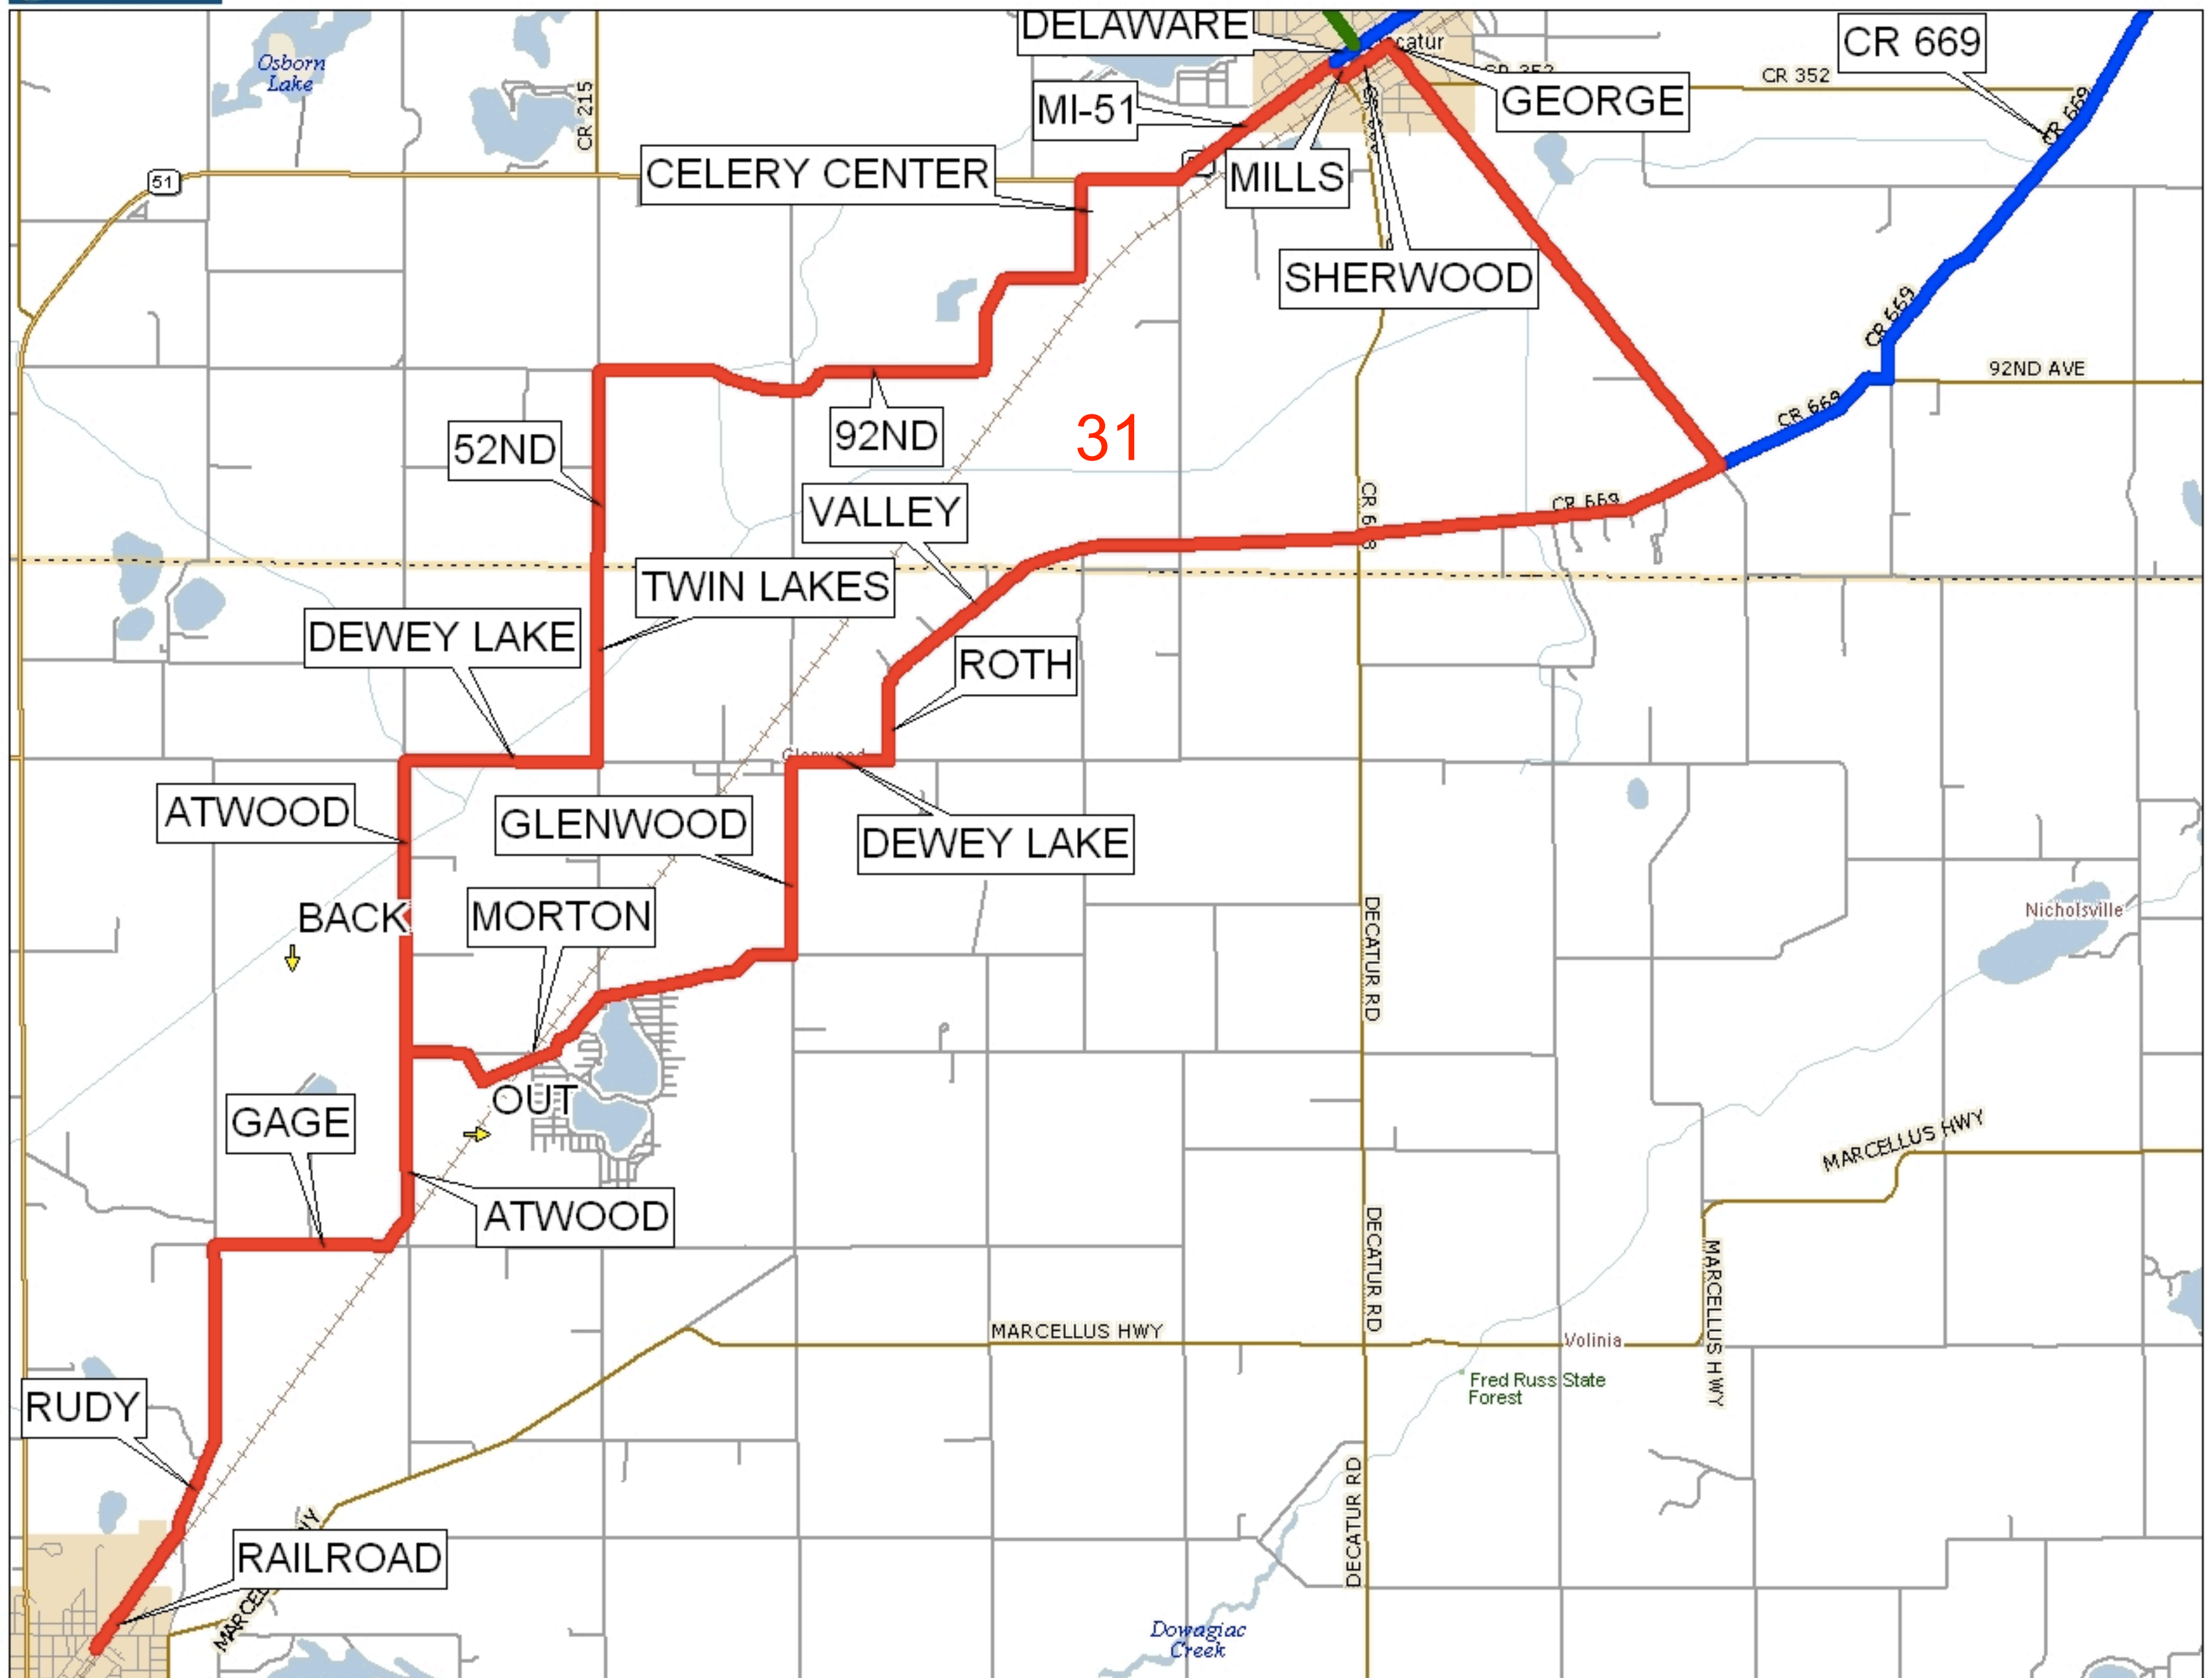 DELAWARE
catur
CR 669
Osborn
Lake
CR 215
CR 352
CR 352
MI-51
GEORGE
CR 669
51
CELERY CENTER
MILLS
SHERWOOD
CR 669
92ND AVE
52ND
92ND
31
CR 669
VALLEY
CR 669
TWIN LAKES
DEWEY LAKE
ROTH
Glenwood
ATWOOD
GLENWOOD
DEWEY LAKE
BACK
MORTON
DECATUR RD
Nicholsville
OUT
GAGE
MARCELLUS HWY
ATWOOD
DECATUR RD
MARCELLUS HWY
MARCELLUS HWY
Volinia
Fred Russ State
Forest
RUDY
DECATUR RD
RAILROAD
Dowagiac
Creek